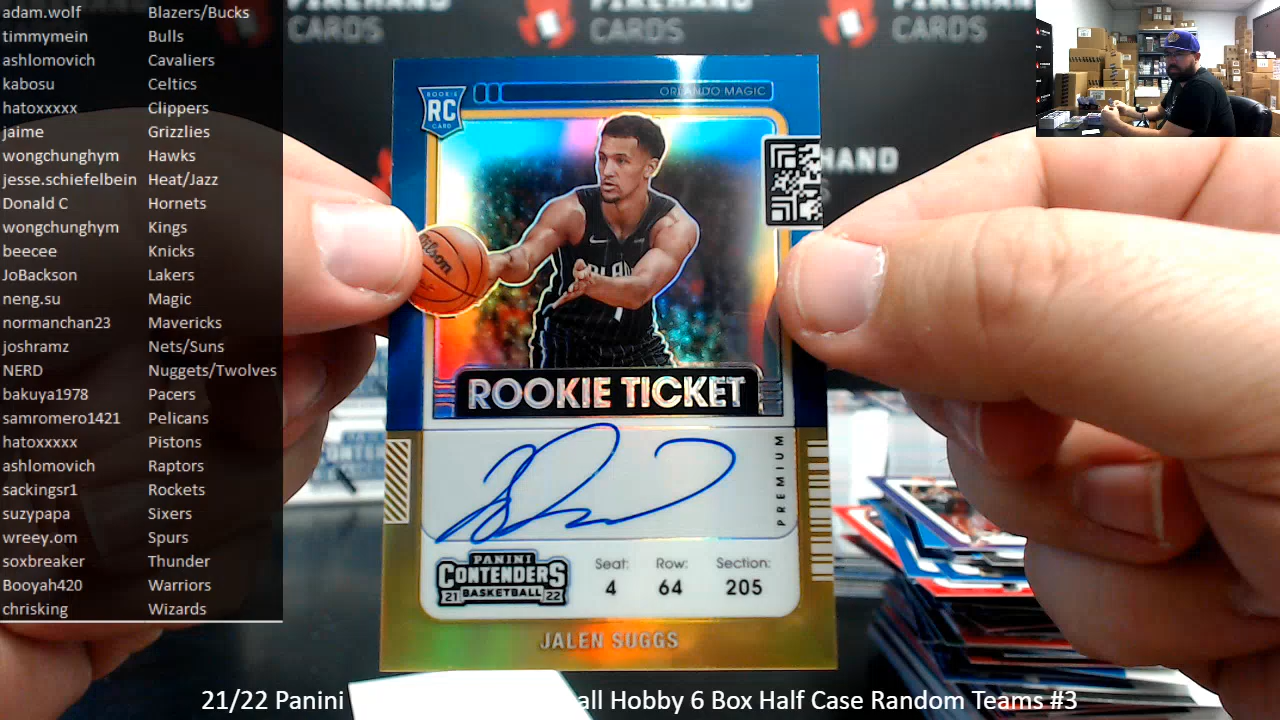 adam.wolf Blazers/Bucks
timmymein Bulls
ashlomovich Cavaliers
kabosu Celtics
hatoxxxxx Clippers
jaime Grizzlies
wongchunghym Hawks
jesse.schiefelbein Heat/Jazz
Donald C Hornets
wongchunghym Kings
beecee Knicks
JoBackson Lakers
neng.su Magic
normanchan23 Mavericks
joshramz Nets/Suns
NERD Nuggets/Twolves
bakuya1978 Pacers
samromero1421 Pelicans
hatoxxxxx Pistons
ashlomovich Raptors
sackingsr1 Rockets
suzypapa Sixers
wreey.om Spurs
soxbreaker Thunder
Booyah420 Warriors
chrisking Wizards
FIREHAND
CARDS
CARDS
CARDS
ROOKIE
RC
CARD
ORLANDO MAGIC
Wilson
1
ROOKIE TICKET
PREMIUM
PANINI
CONTENDERS
21 BASKETBALL 22
Seat: Row: Section:
4 64 205
JALEN SUGGS
21/22 Panini all Hobby 6 Box Half Case Random Teams #3